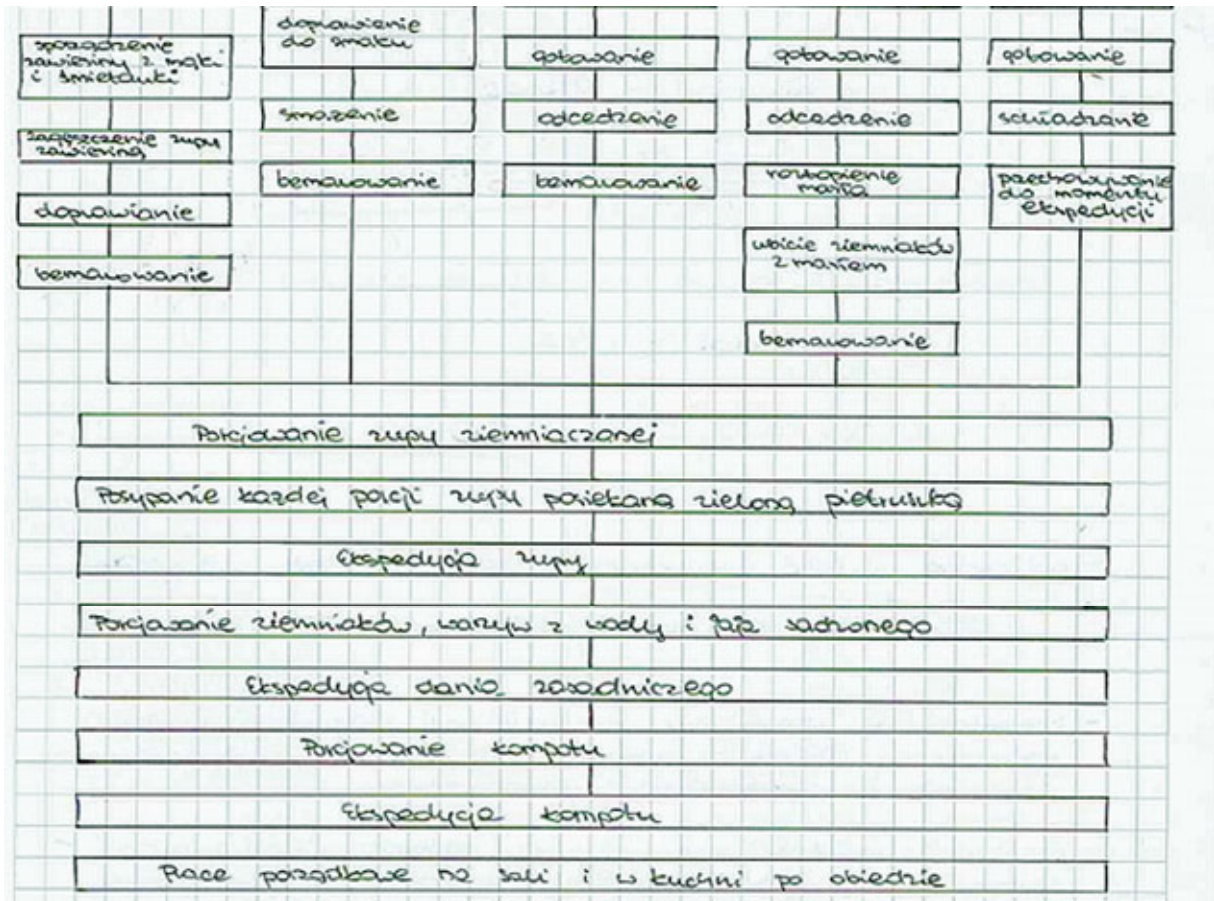 sporządzenie
zawiesiny z mąki
i śmietanki
zagęszczenie zupy
zawiesiną
doprawianie
bemarowanie
doprawienie
do smaku
smażenie
bemarowanie
gotowanie
odcedzenie
bemarowanie
gotowanie
odcedzenie
roztopienie
masła
ubicie ziemniaków
z masłem
bemarowanie
gotowanie
schładzanie
przechowywanie
do momentu
ekspedycji
Porcjowanie zupy ziemniaczanej
Posypanie każdej porcji zupy posiekaną zieloną pietruszką
Ekspedycja zupy
Porcjowanie ziemniaków, warzyw z wody i jaja sadzonego
Ekspedycja dania zasadniczego
Porcjowanie kompotu
Ekspedycja kompotu
Prace porządkowe na sali i w kuchni po obiedzie